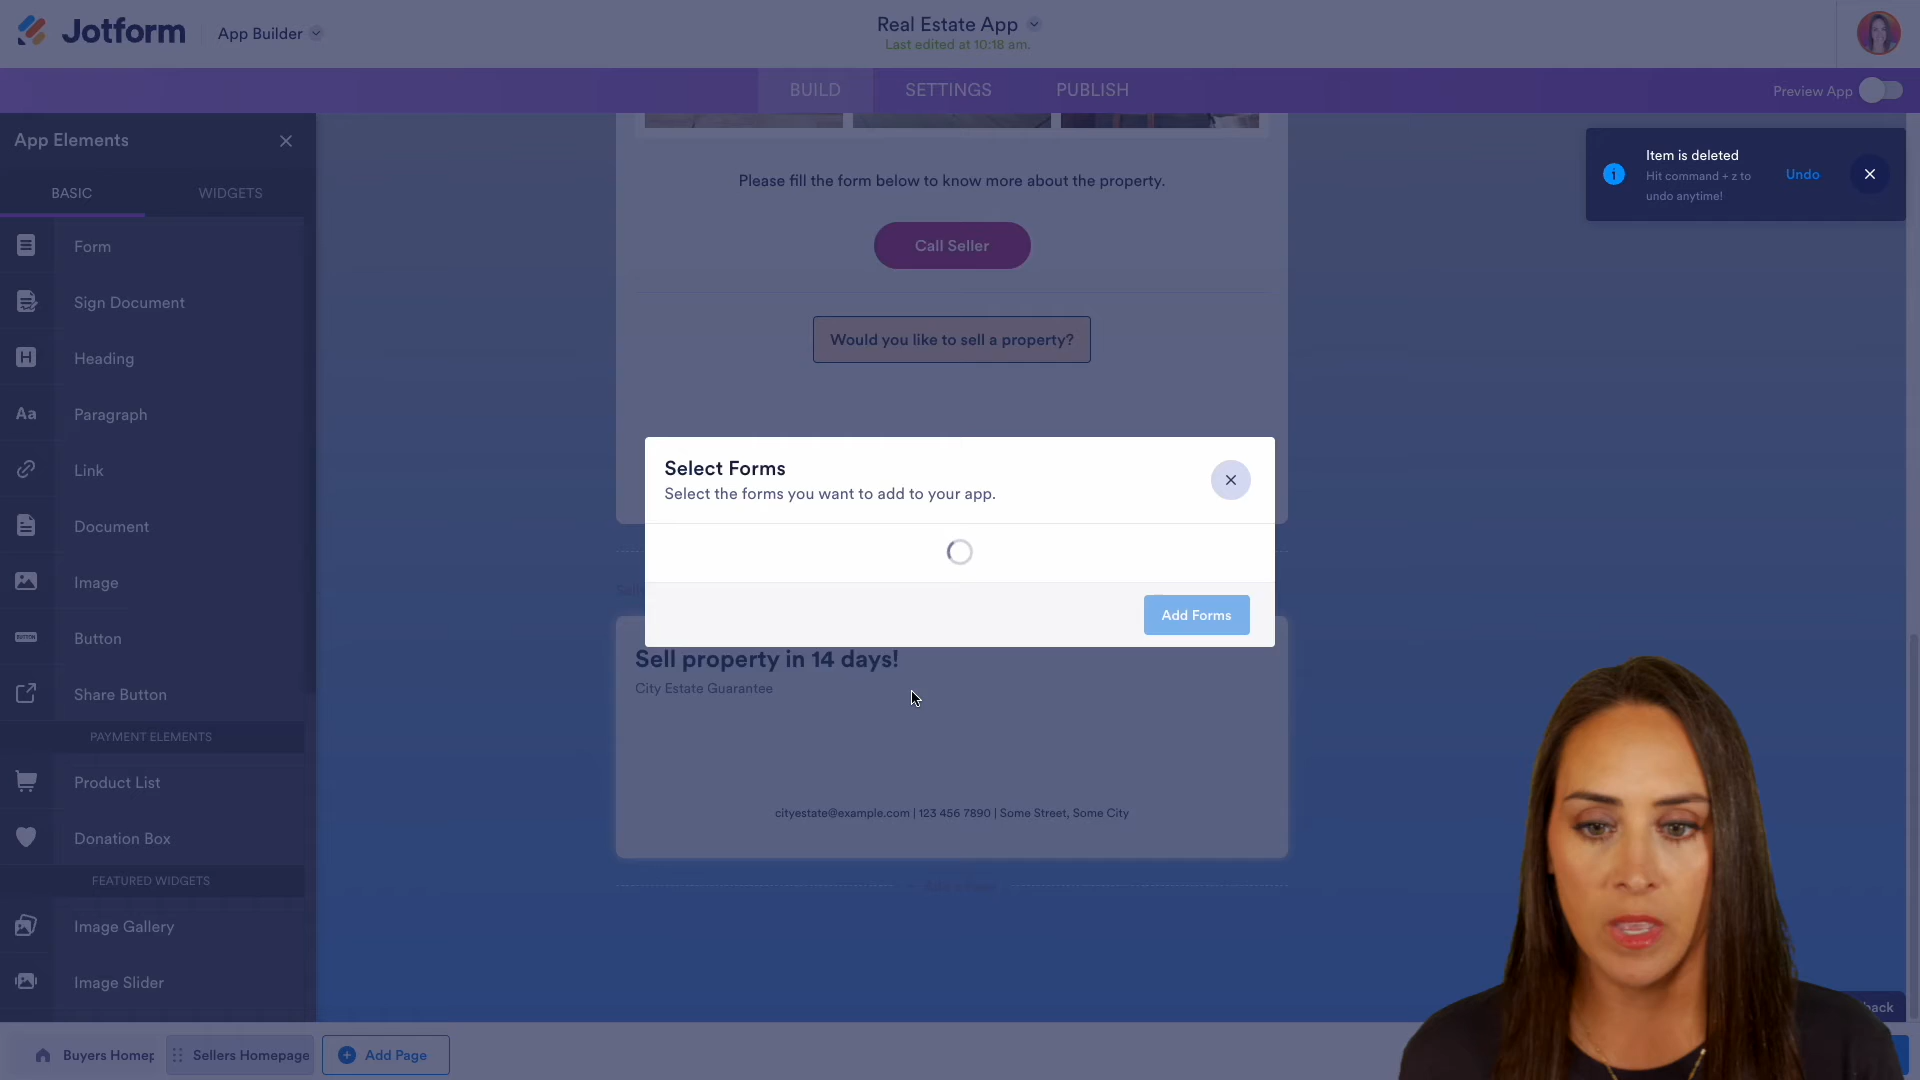 Jotform
App Builder
Real Estate App
Last edited at 10:18 am.
BUILD
SETTINGS
PUBLISH
Preview App
App Elements
BASIC
WIDGETS
Form
Sign Document
Heading
Paragraph
Link
Document
Image
Button
Share Button
PAYMENT ELEMENTS
Product List
Donation Box
FEATURED WIDGETS
Image Gallery
Image Slider
Please fill the form below to know more about the property.
Call Seller
Would you like to sell a property?
Select Forms
Select the forms you want to add to your app.
Add Forms
Sell property in 14 days!
City Estate Guarantee
cityestate@example.com | 123 456 7890 | Some Street, Some City
Item is deleted
Hit command + z to
undo anytime!
Undo
Buyers Homep
Sellers Homepage
Add Page